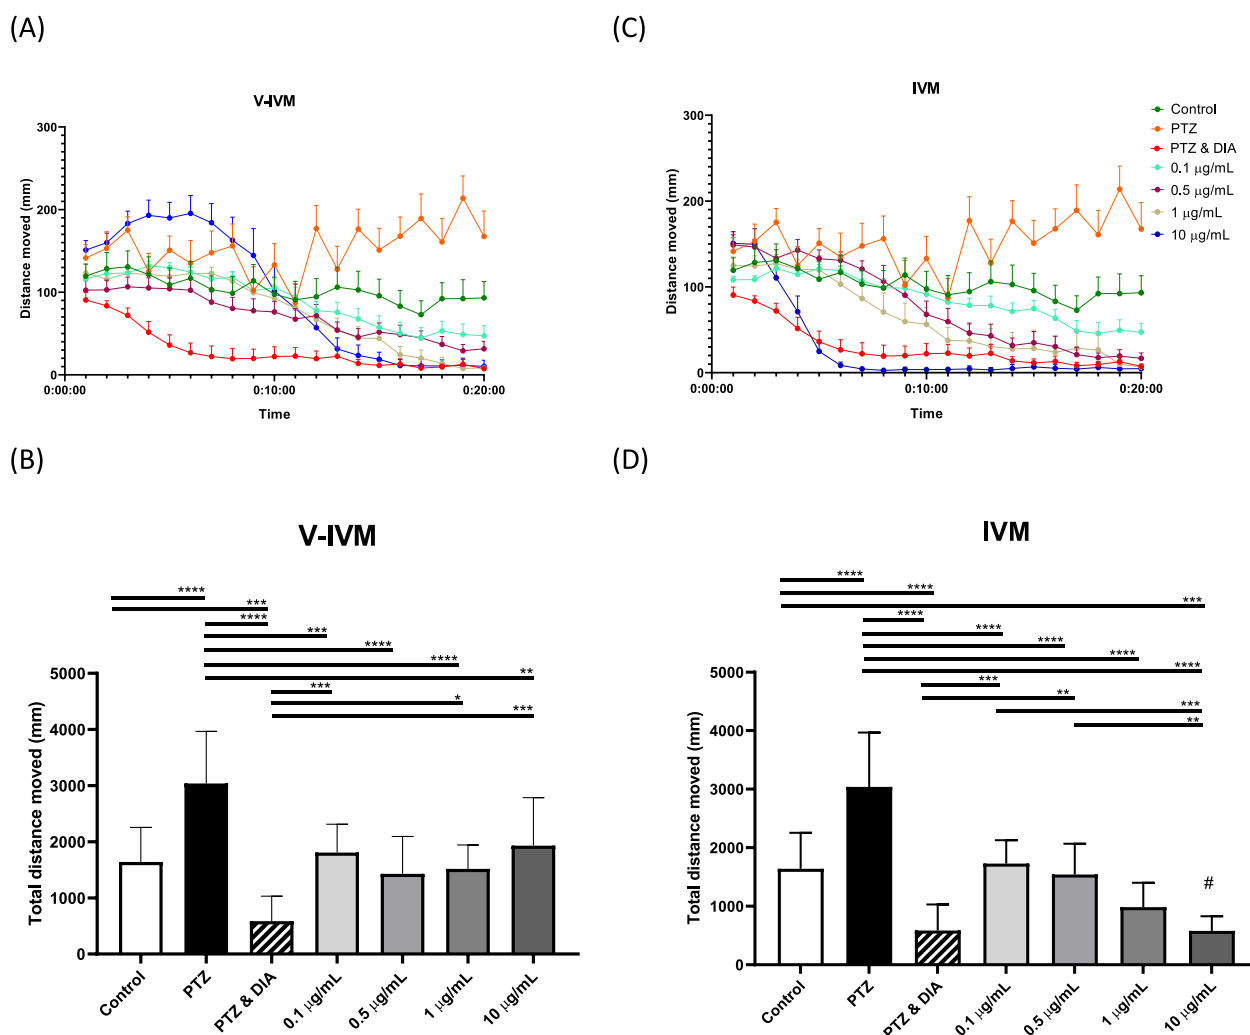 (A)
V-IVM
300
200
100
0
0:00:00
0:10:00
0:20:00
Distance moved (mm)
Time
(C)
IVM
300
200
100
0
0:00:00
0:10:00
0:20:00
Distance moved (mm)
Time
Control
PTZ
PTZ & DIA
0.1 μg/mL
0.5 μg/mL
1 μg/mL
10 μg/mL
(B)
V-IVM
****
***
****
***
****
****
**
***
*
***
5000
4000
3000
2000
1000
0
Total distance moved (mm)
Control
PTZ
PTZ & DIA
0.1 μg/mL
0.5 μg/mL
1 μg/mL
10 μg/mL
(D)
IVM
****
****
***
****
****
****
****
****
***
**
***
**
5000
4000
3000
2000
1000
0
Total distance moved (mm)
#
Control
PTZ
PTZ & DIA
0.1 μg/mL
0.5 μg/mL
1 μg/mL
10 μg/mL